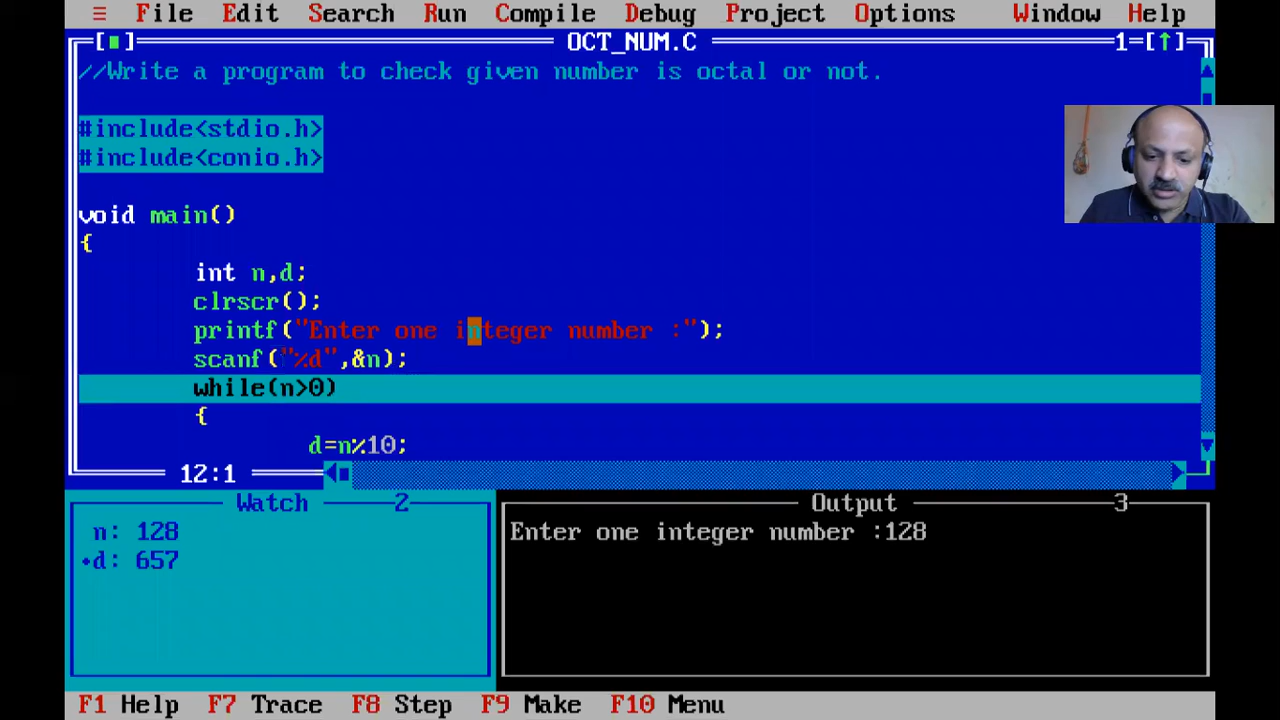 ≡ File Edit Search Run Compile Debug Project Options Window Help
[■] OCT_NUM.C 1=[↑]
//Write a program to check given number is octal or not.
#include<stdio.h>
#include<conio.h>
void main()
{
int n,d;
clrscr();
printf("Enter one integer number :");
scanf("%d",&n);
while(n>0)
{
d=n%10;
12:1
Watch 2
n: 128
•d: 657
Output 3
Enter one integer number :128
F1 Help F7 Trace F8 Step F9 Make F10 Menu